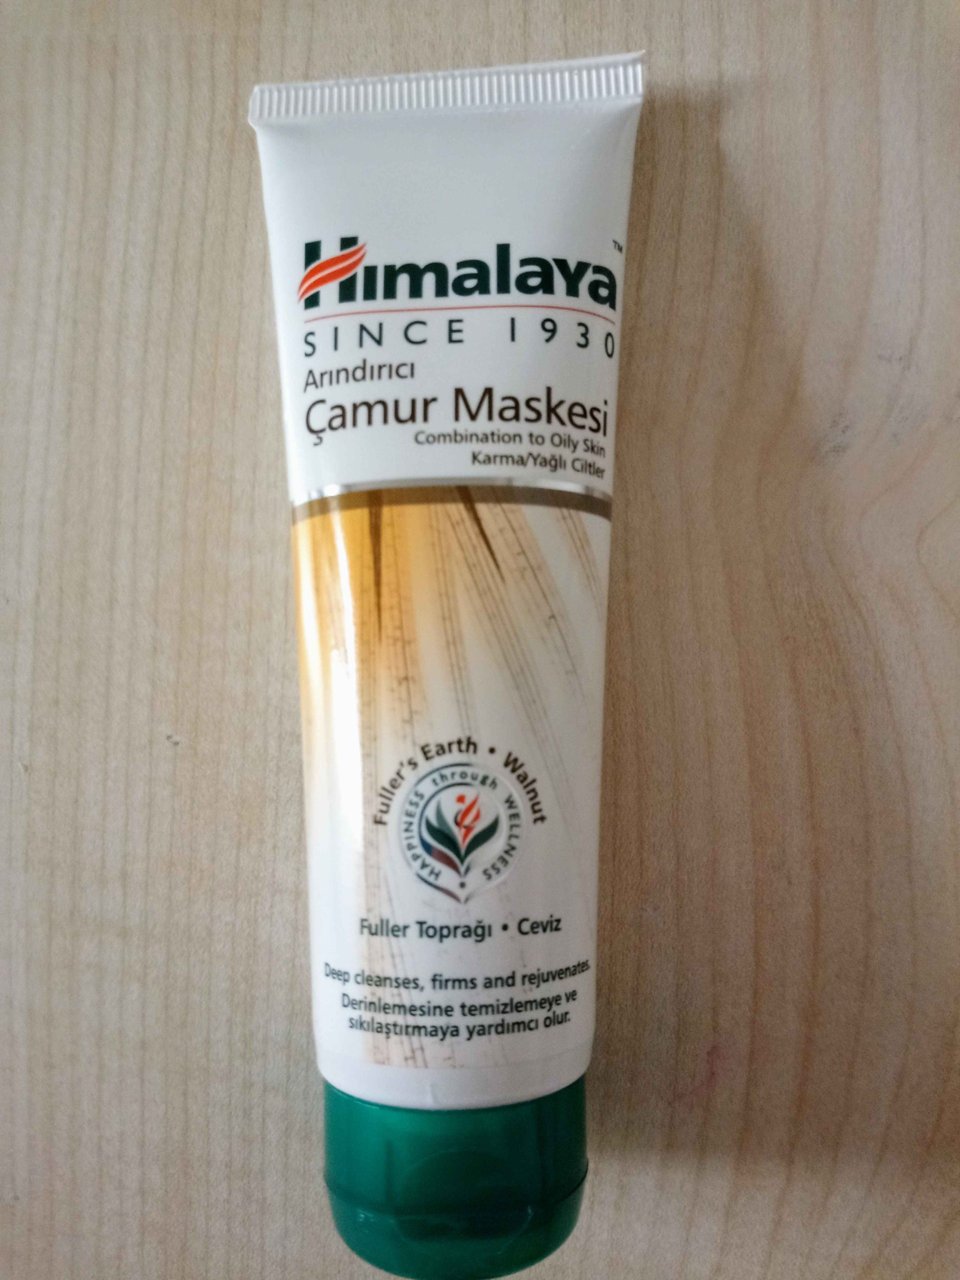 Himalaya™
SINCE 1930
Arındırıcı
Çamur Maskesi
Combination to Oily Skin
Karma/Yağlı Ciltler
Fuller's Earth • Walnut
HAPPINESS through WELLNESS
Fuller Toprağı • Ceviz
Deep cleanses, firms and rejuvenates.
Derinlemesine temizlemeye ve
sıkılaştırmaya yardımcı olur.